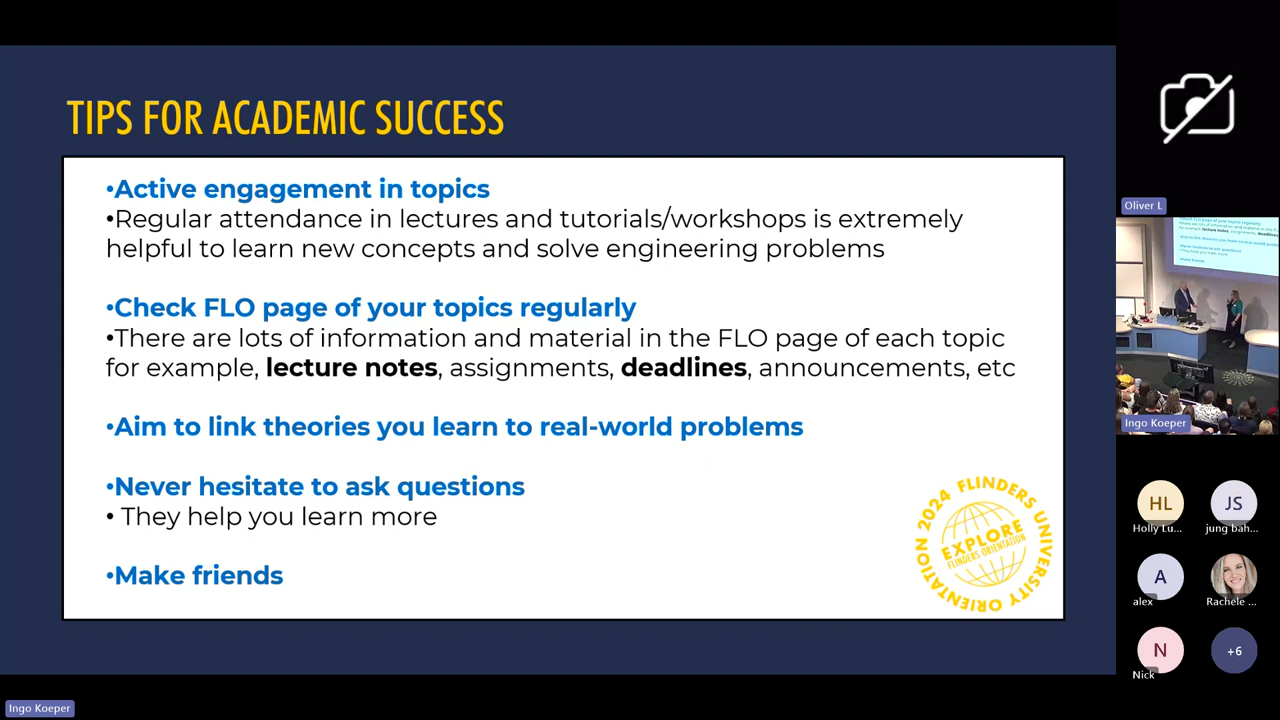 TIPS FOR ACADEMIC SUCCESS
•Active engagement in topics
•Regular attendance in lectures and tutorials/workshops is extremely
helpful to learn new concepts and solve engineering problems
•Check FLO page of your topics regularly
•There are lots of information and material in the FLO page of each topic
for example, lecture notes, assignments, deadlines, announcements, etc
•Aim to link theories you learn to real-world problems
•Never hesitate to ask questions
• They help you learn more
•Make friends
FLINDERS UNIVERSITY ORIENTATION 2024
EXPLORE
FLINDERS ORIENTATION
Oliver L
Ingo Koeper
HL
Holly Lu...
JS
jung bah...
A
alex
Rachele ...
N
Nick
+6
Ingo Koeper